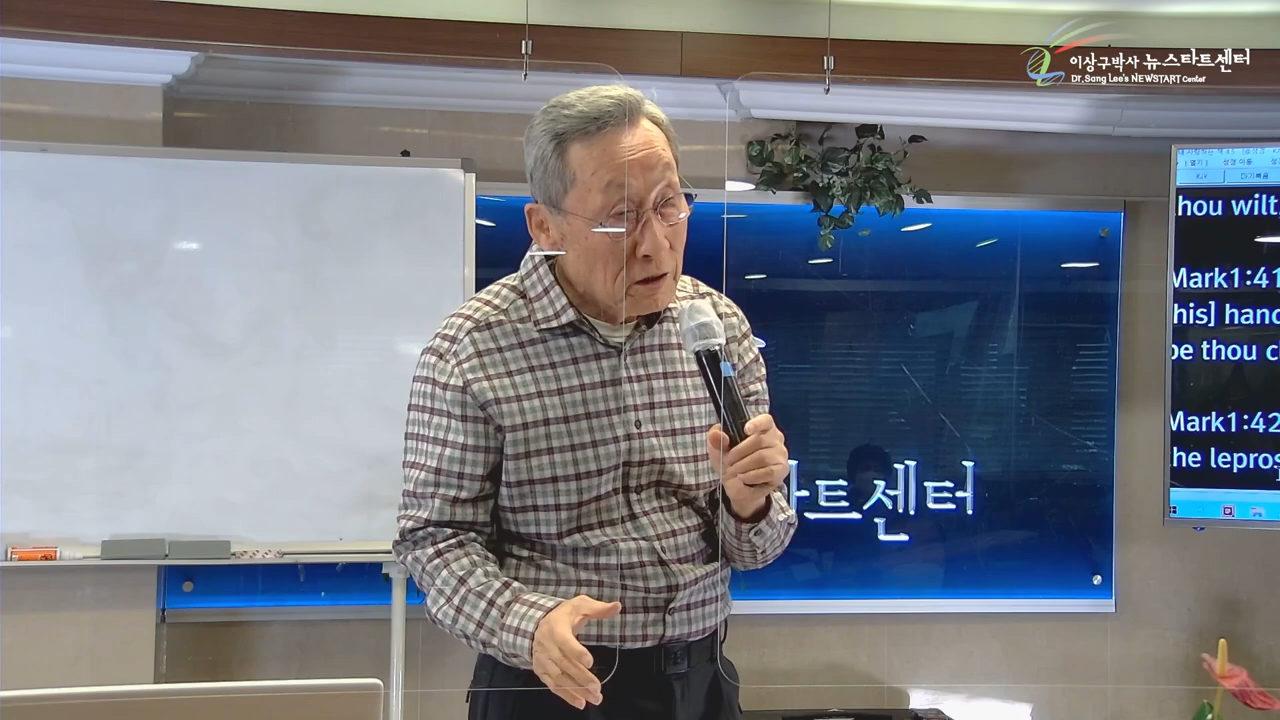 이상구박사 뉴스타트센터
Dr. Sang Lee's NEWSTART Center
hou wilt
Mark1:41
his] hand
be thou c
Mark1:42
he lepros
타트센터